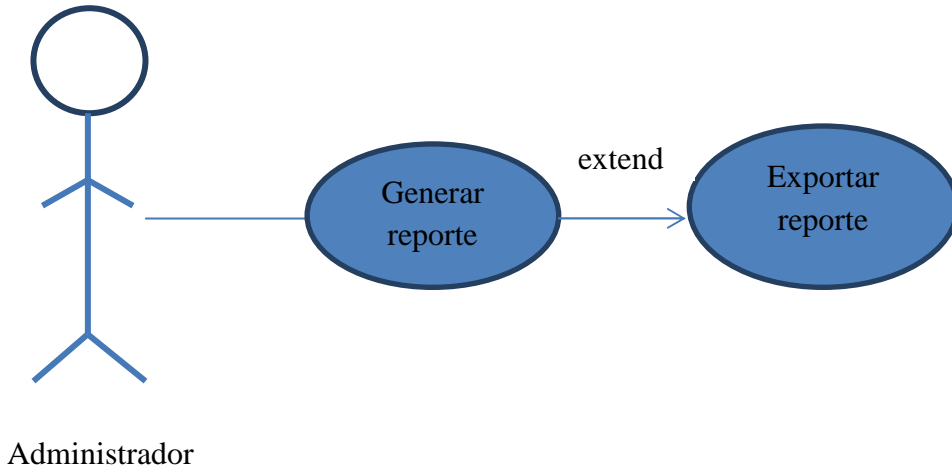 Generar
reporte
extend
Exportar
reporte
Administrador